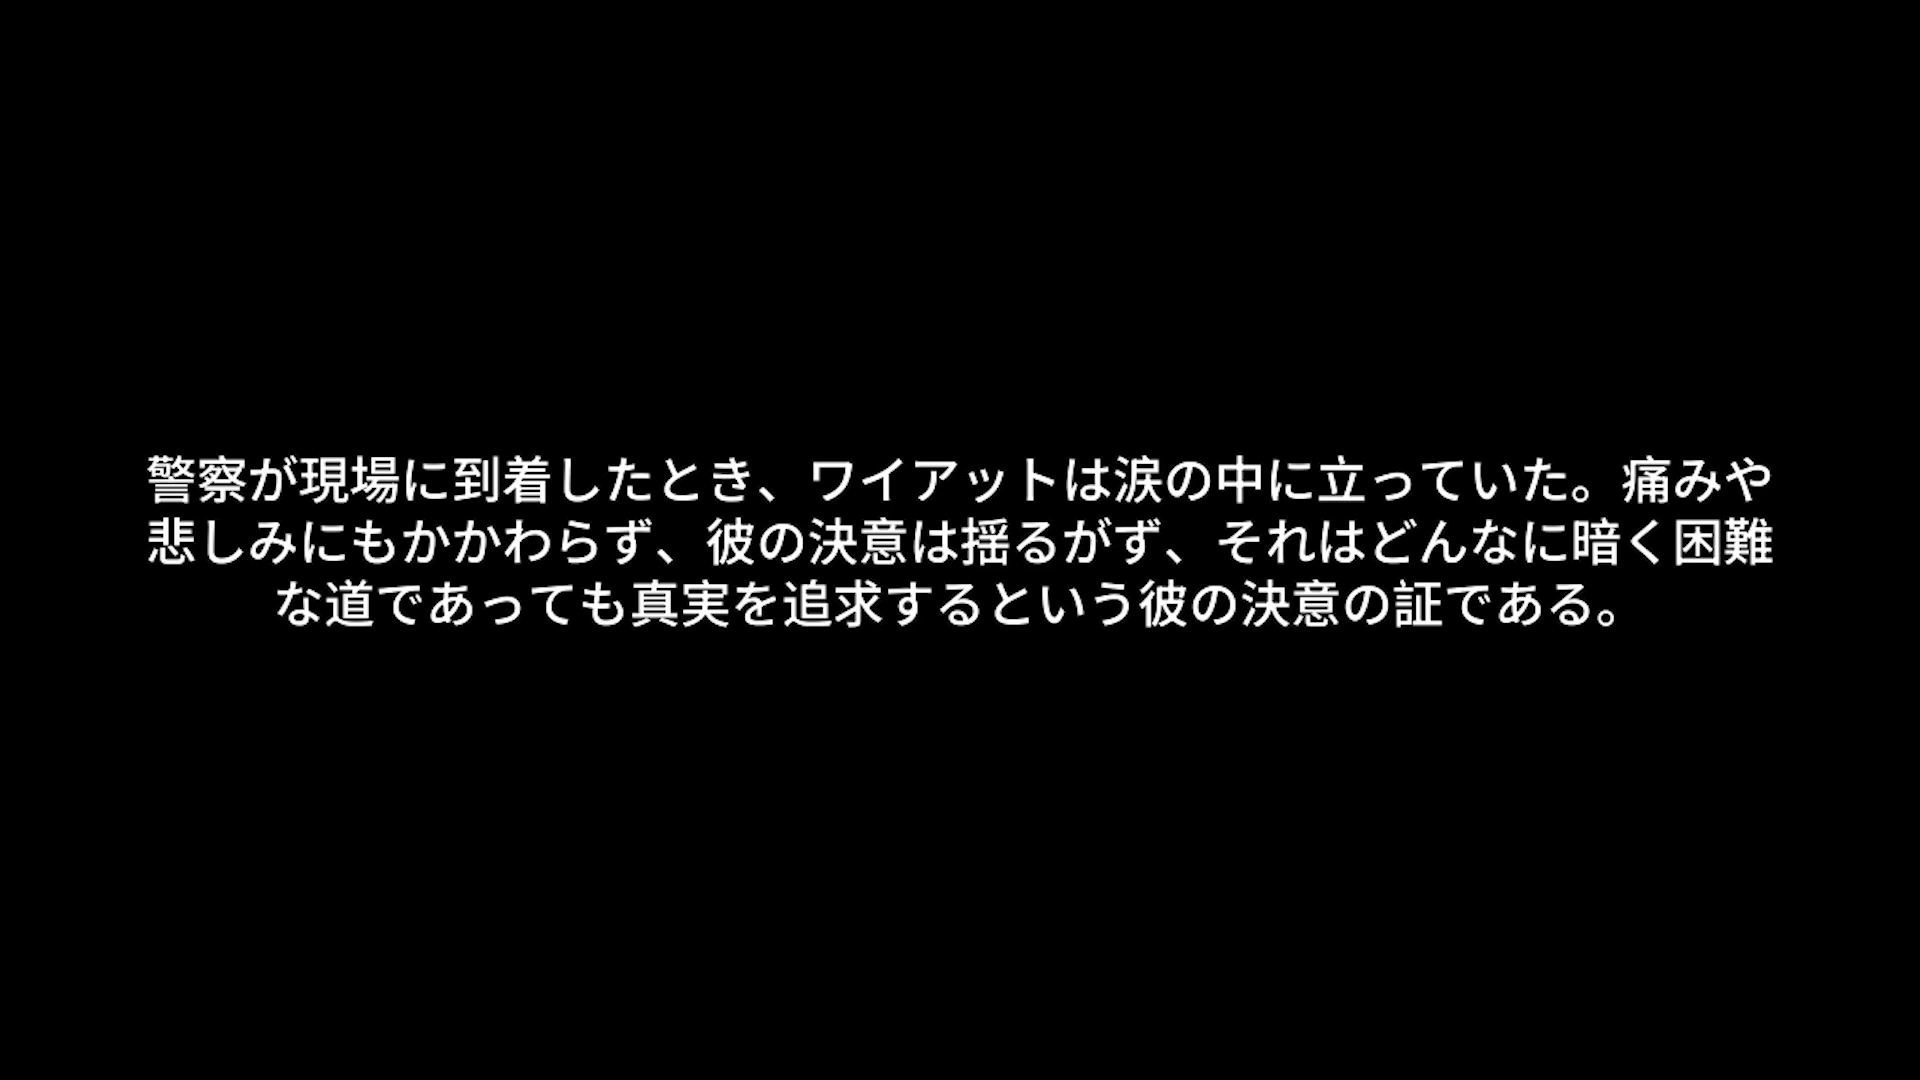 警察が現場に到着したとき、ワイアットは涙の中に立っていた。痛みや
悲しみにもかかわらず、彼の決意は揺るがず、それはどんなに暗く困難
な道であっても真実を追求するという彼の決意の証である。